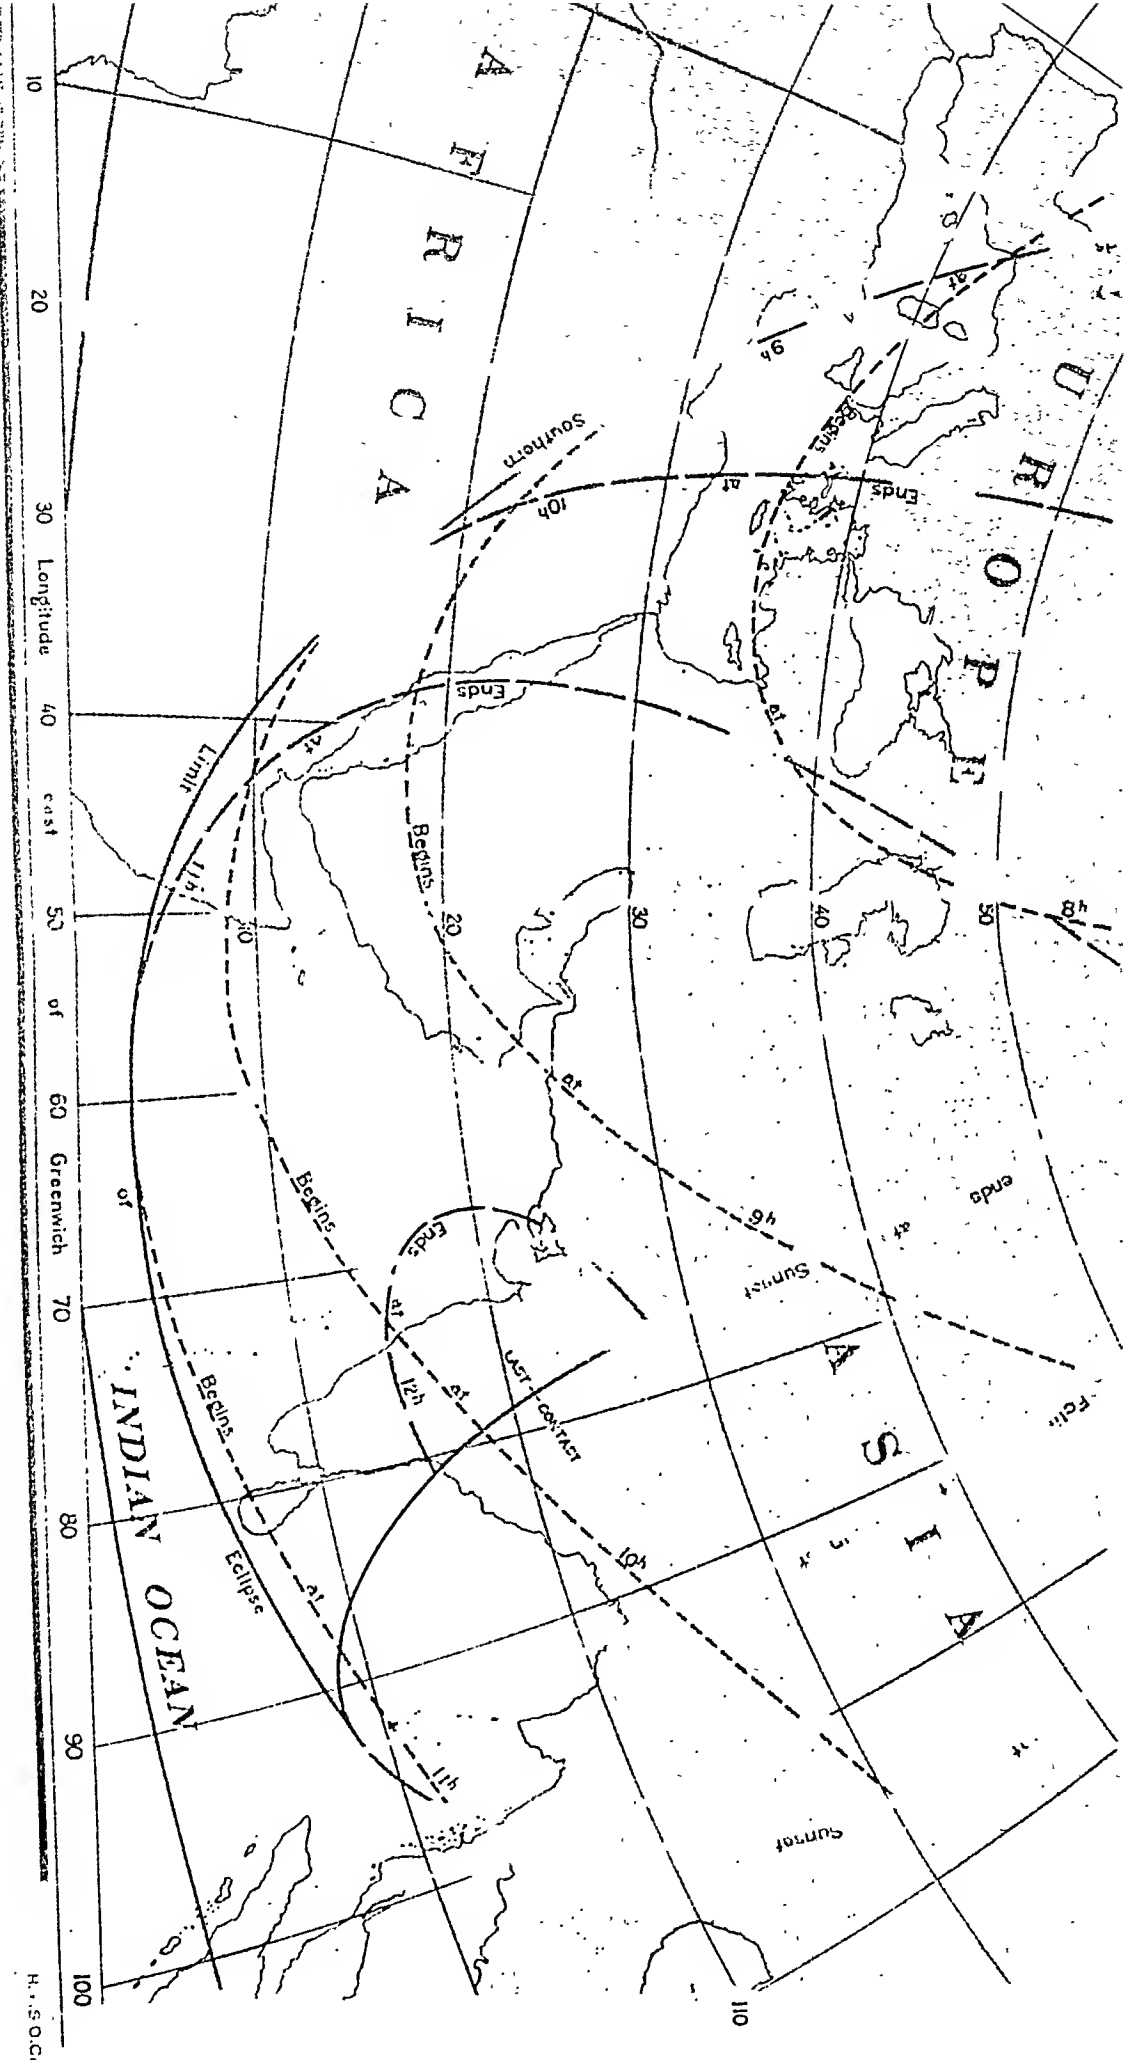 AFRICA
EUROPE
ASIA
INDIAN OCEAN
10
20
30
Longitude
40
east
50
of
60
Greenwich
70
80
90
100
110
10
20
30
40
50
Southern
Limit
of
Eclipse
Begins
at
9h
Ends
at
10h
Ends
at
11h
Ends
at
12h
Begins
at
Begins
at
10h
Begins
at
11h
LAST CONTACT
ends
at
Sunset
Sunset